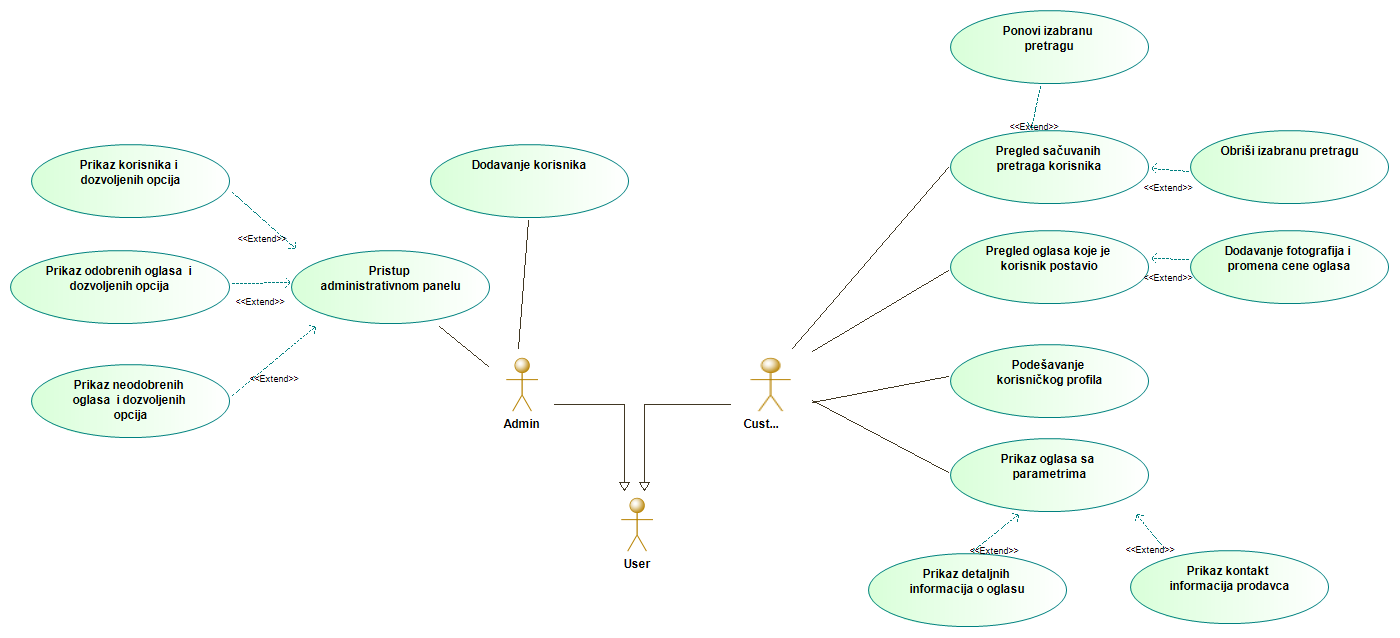 Ponovi izabranu
pretragu
<<Extend>>
Pregled sačuvanih
pretraga korisnika
Obriši izabranu pretragu
<<Extend>>
Prikaz korisnika i
dozvoljenih opcija
Dodavanje korisnika
<<Extend>>
Pregled oglasa koje je
korisnik postavio
Dodavanje fotografija i
promena cene oglasa
<<Extend>>
Prikaz odobrenih oglasa i
dozvoljenih opcija
<<Extend>>
Pristup
administrativnom panelu
Prikaz neodobrenih
oglasa i dozvoljenih
opcija
<<Extend>>
Admin
Cust...
User
Podešavanje
korisničkog profila
Prikaz oglasa sa
parametrima
<<Extend>>
<<Extend>>
Prikaz detaljnih
informacija o oglasu
Prikaz kontakt
informacija prodavca